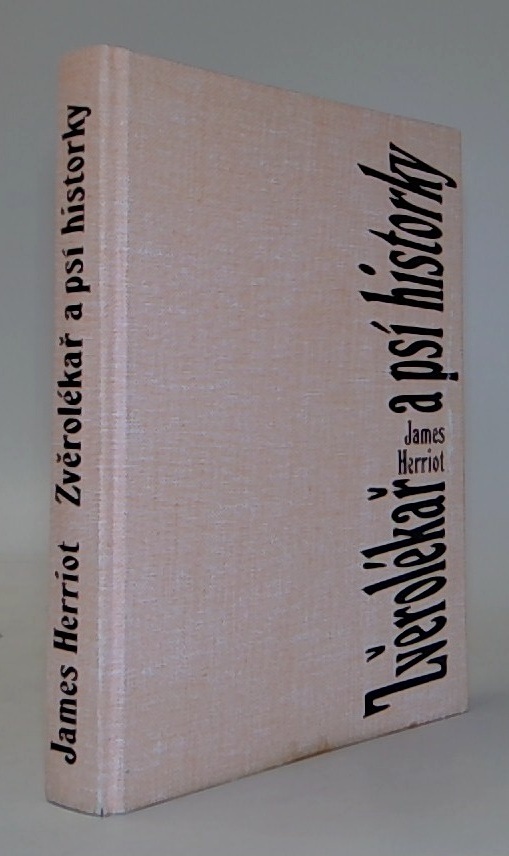 James Herriot Zvěrolékař a psí historky
Zvěrolékař a psí historky
James
Herriot